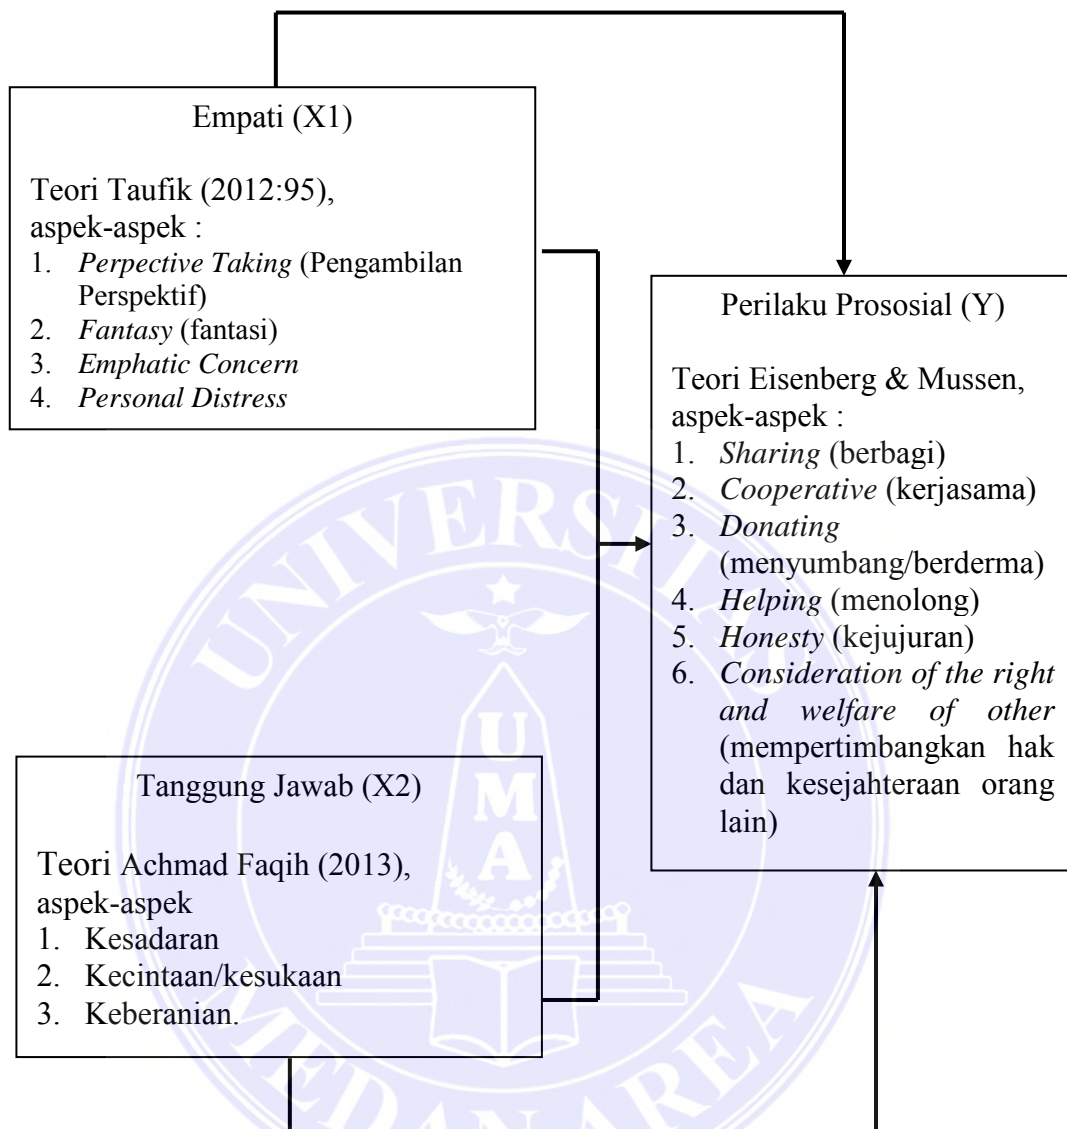 Empati (X1)
Teori Taufik (2012:95),
aspek-aspek :
1. Perpective Taking (Pengambilan
Perspektif)
2. Fantasy (fantasi)
3. Emphatic Concern
4. Personal Distress
Perilaku Prososial (Y)
Teori Eisenberg & Mussen,
aspek-aspek :
1. Sharing (berbagi)
2. Cooperative (kerjasama)
3. Donating
(menyumbang/berderma)
4. Helping (menolong)
5. Honesty (kejujuran)
6. Consideration of the right
and welfare of other
(mempertimbangkan hak
dan kesejahteraan orang
lain)
Tanggung Jawab (X2)
Teori Achmad Faqih (2013),
aspek-aspek
1. Kesadaran
2. Kecintaan/kesukaan
3. Keberanian.
UNIVERSITAS
UMA
MEDAN AREA